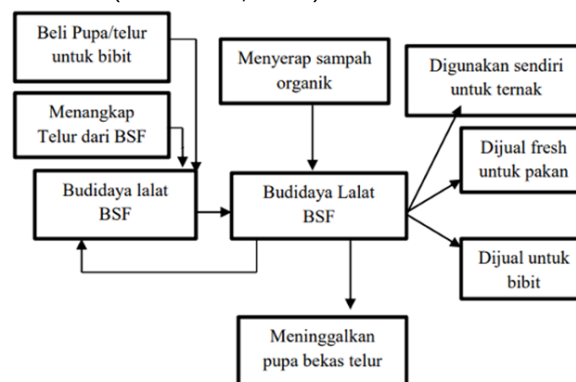 Beli Pupa/telur
untuk bibit
Menangkap
Telur dari BSF
Menyerap sampah
organik
Digunakan sendiri
untuk ternak
Dijual fresh
untuk pakan
Budidaya lalat
BSF
Budidaya Lalat
BSF
Dijual untuk
bibit
Meninggalkan
pupa bekas telur